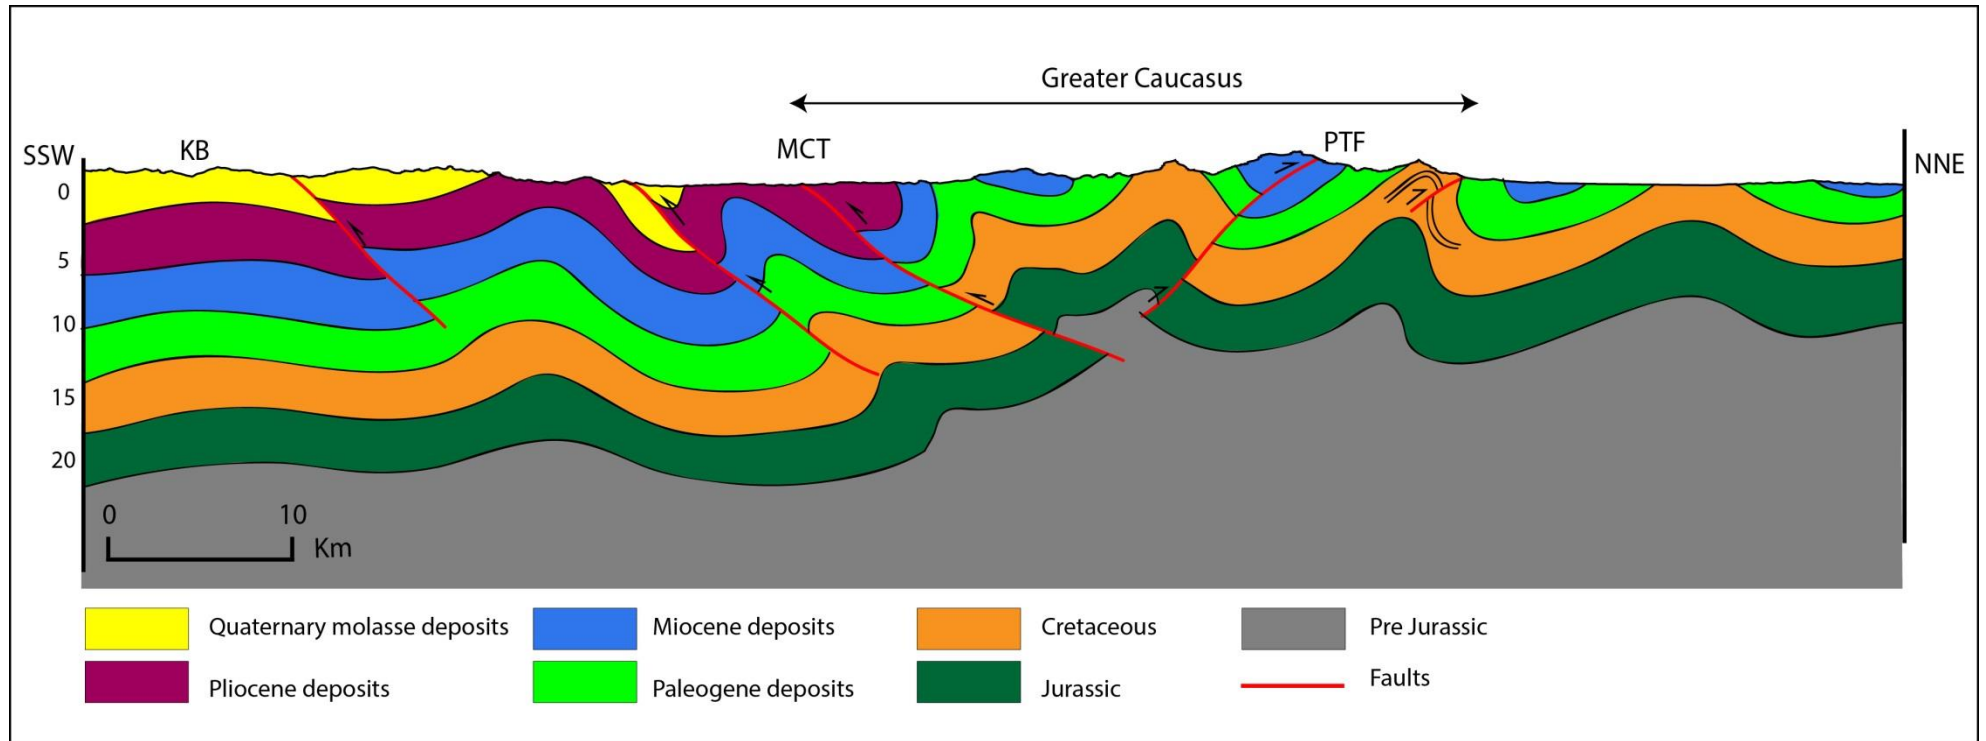 Greater Caucasus
KB
MCT
PTF
SSW
NNE
0
5
10
15
20
0 10
Km
Quaternary molasse deposits
Miocene deposits
Cretaceous
Pre Jurassic
Pliocene deposits
Paleogene deposits
Jurassic
Faults